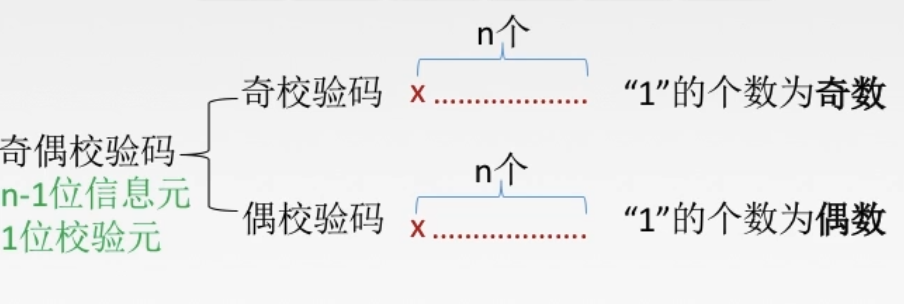 n个
奇校验码 x ................... “1”的个数为奇数
奇偶校验码
n-1位信息元
1位校验元
n个
偶校验码 x ................... “1”的个数为偶数